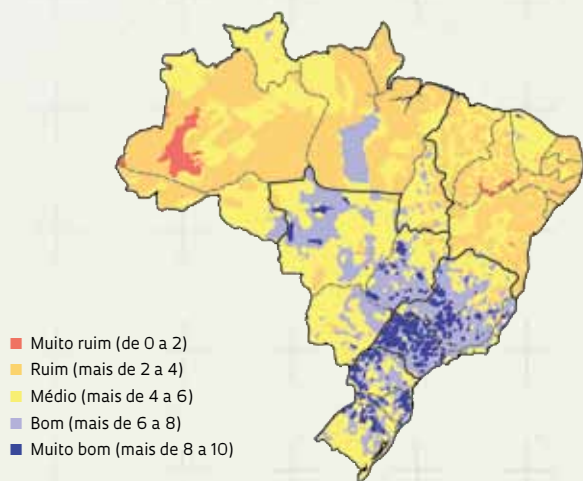 Muito ruim (de 0 a 2)
Ruim (mais de 2 a 4)
Médio (mais de 4 a 6)
Bom (mais de 6 a 8)
Muito bom (mais de 8 a 10)